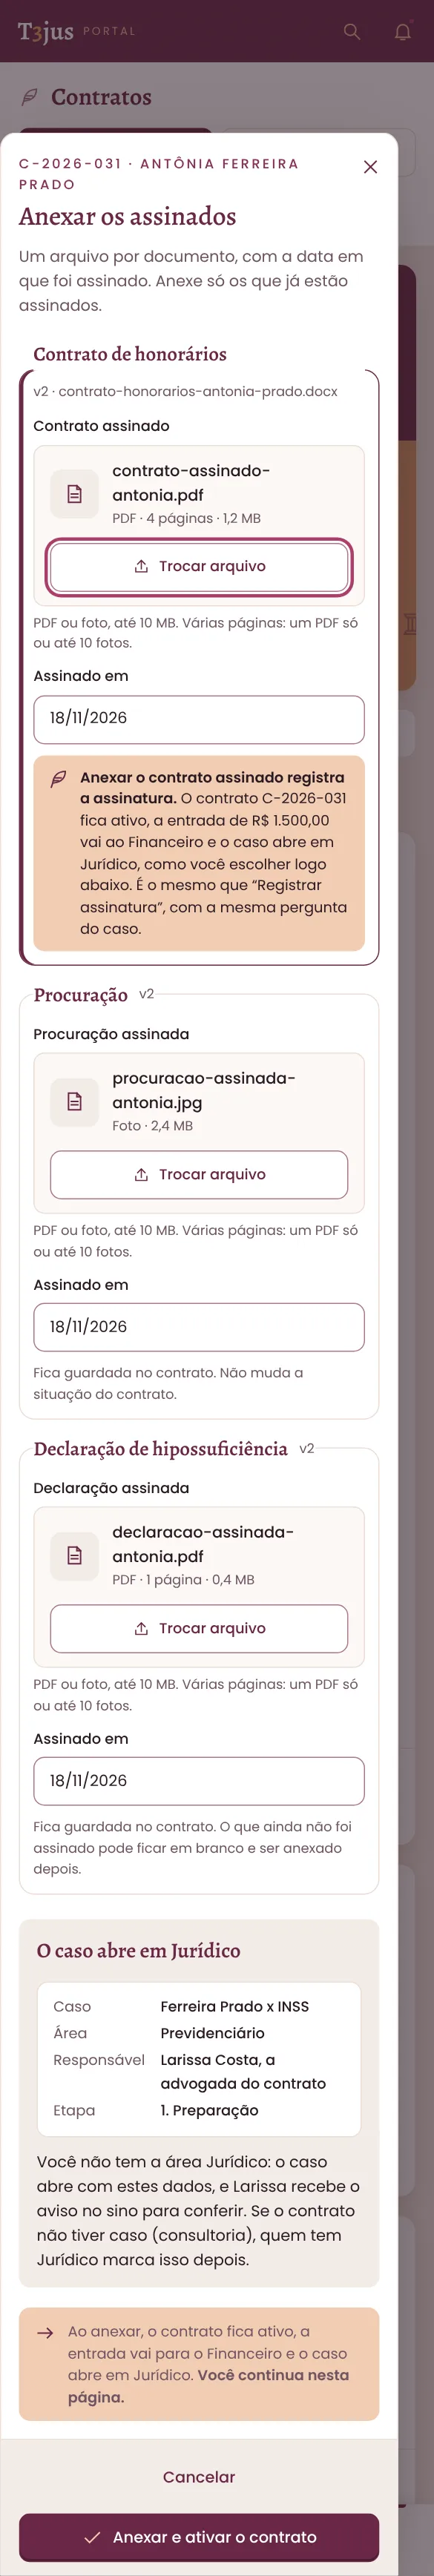 T3jus PORTAL
Contratos
C-2026-031 · ANTÔNIA FERREIRA
PRADO
Anexar os assinados
Um arquivo por documento, com a data em
que foi assinado. Anexe só os que já estão
assinados.
Contrato de honorários
v2 · contrato-honorarios-antonia-prado.docx
Contrato assinado
contrato-assinado-
antonia.pdf
PDF · 4 páginas · 1,2 MB
Trocar arquivo
PDF ou foto, até 10 MB. Várias páginas: um PDF só
ou até 10 fotos.
Assinado em
18/11/2026
Anexar o contrato assinado registra
a assinatura. O contrato C-2026-031
fica ativo, a entrada de R$ 1.500,00
vai ao Financeiro e o caso abre em
Jurídico, como você escolher logo
abaixo. É o mesmo que “Registrar
assinatura”, com a mesma pergunta
do caso.
Procuração v2
Procuração assinada
procuracao-assinada-
antonia.jpg
Foto · 2,4 MB
Trocar arquivo
PDF ou foto, até 10 MB. Várias páginas: um PDF só
ou até 10 fotos.
Assinado em
18/11/2026
Fica guardada no contrato. Não muda a
situação do contrato.
Declaração de hipossuficiência v2
Declaração assinada
declaracao-assinada-
antonia.pdf
PDF · 1 página · 0,4 MB
Trocar arquivo
PDF ou foto, até 10 MB. Várias páginas: um PDF só
ou até 10 fotos.
Assinado em
18/11/2026
Fica guardada no contrato. O que ainda não foi
assinado pode ficar em branco e ser anexado
depois.
O caso abre em Jurídico
Caso Ferreira Prado x INSS
Área Previdenciário
Responsável Larissa Costa, a
advogada do contrato
Etapa 1. Preparação
Você não tem a área Jurídico: o caso
abre com estes dados, e Larissa recebe o
aviso no sino para conferir. Se o contrato
não tiver caso (consultoria), quem tem
Jurídico marca isso depois.
Ao anexar, o contrato fica ativo, a
entrada vai para o Financeiro e o caso
abre em Jurídico. Você continua nesta
página.
Cancelar
Anexar e ativar o contrato